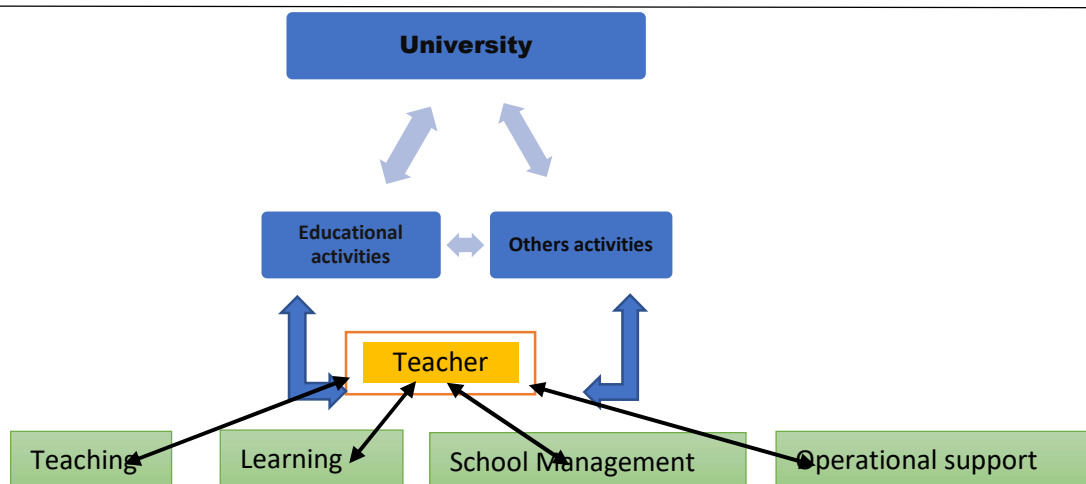 University
Educational
activities
Others activities
Teacher
Teaching
Learning
School Management
Operational support